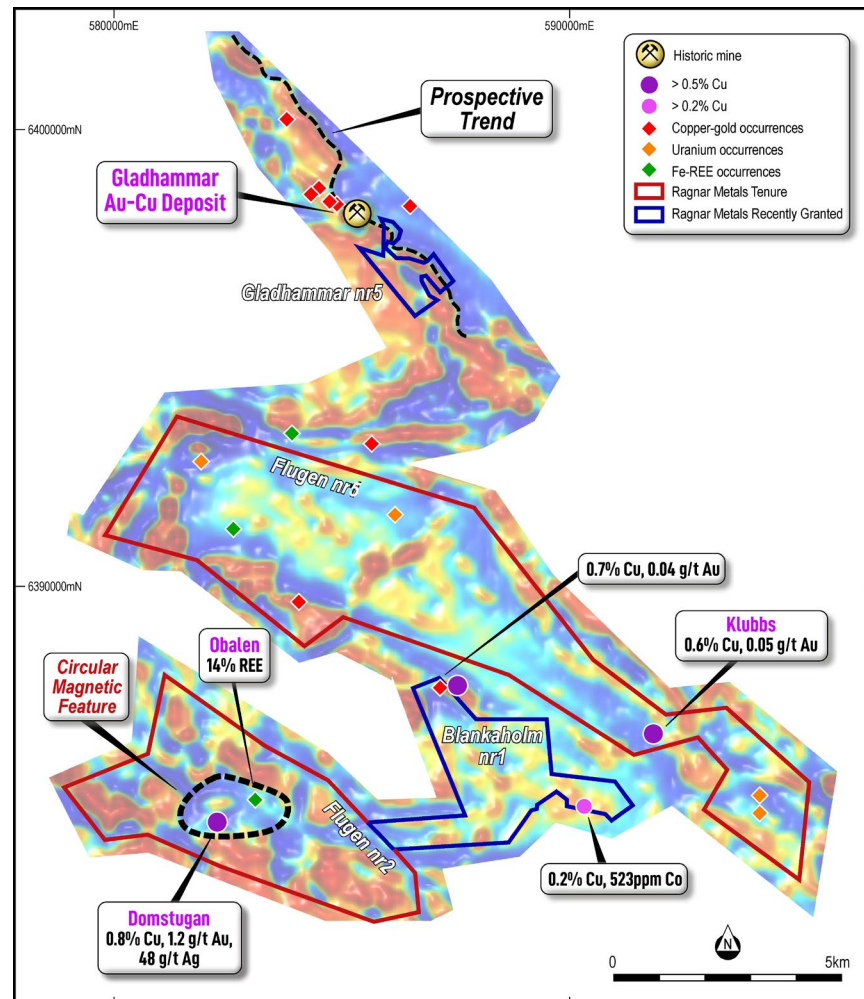 580000mE
590000mE
6400000mN
6390000mN
Historic mine
> 0.5% Cu
> 0.2% Cu
Copper-gold occurrences
Uranium occurrences
Fe-REE occurrences
Ragnar Metals Tenure
Ragnar Metals Recently Granted
Prospective
Trend
Gladhammar
Au-Cu Deposit
Gladhammar nr5
Flugen nr6
0.7% Cu, 0.04 g/t Au
Klubbs
0.6% Cu, 0.05 g/t Au
Obalen
14% REE
Circular
Magnetic
Feature
Blankaholm
nr1
Flugen nr2
0.2% Cu, 523ppm Co
Domstugan
0.8% Cu, 1.2 g/t Au,
48 g/t Ag
N
0
5km